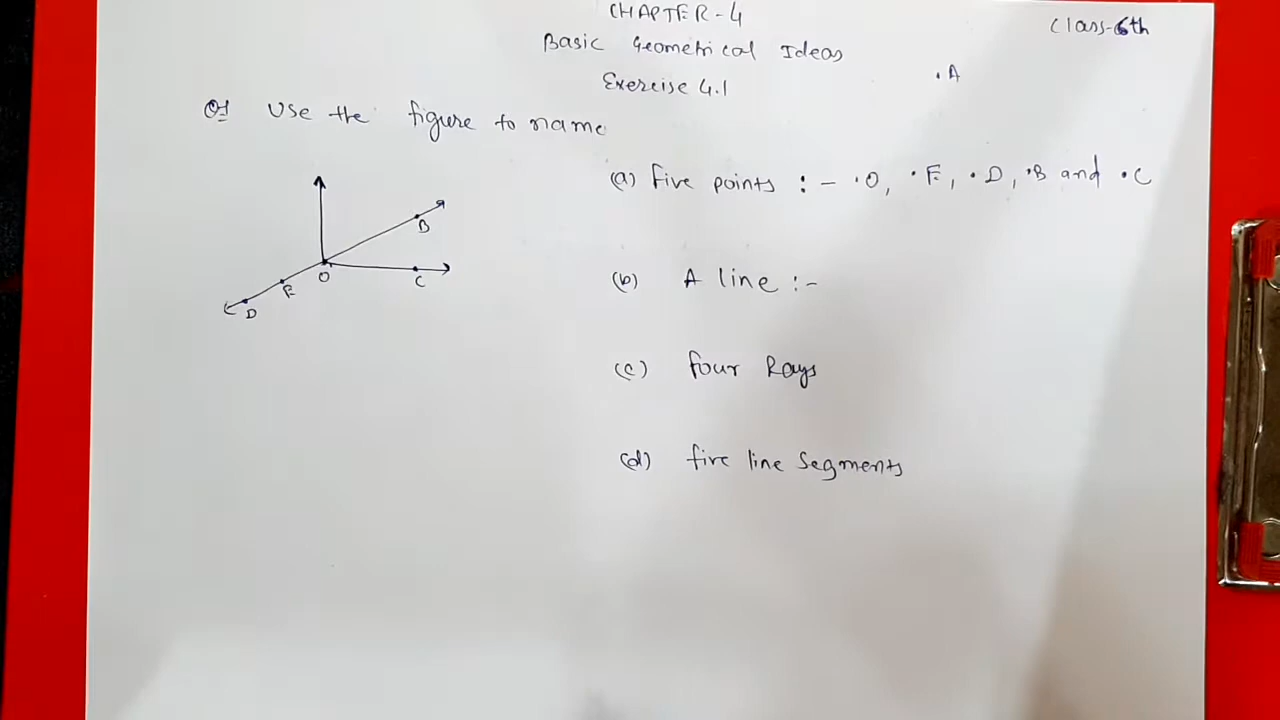 CHAPTER-4
Class-6th
Basic Geometrical Ideas
.A
Exercise 4.1
Q1 Use the figure to name
(a) Five points :- .O, .E, .D, .B and .C
B
O
C
E
D
(b) A line :-
(c) Four Rays
(d) five line Segments